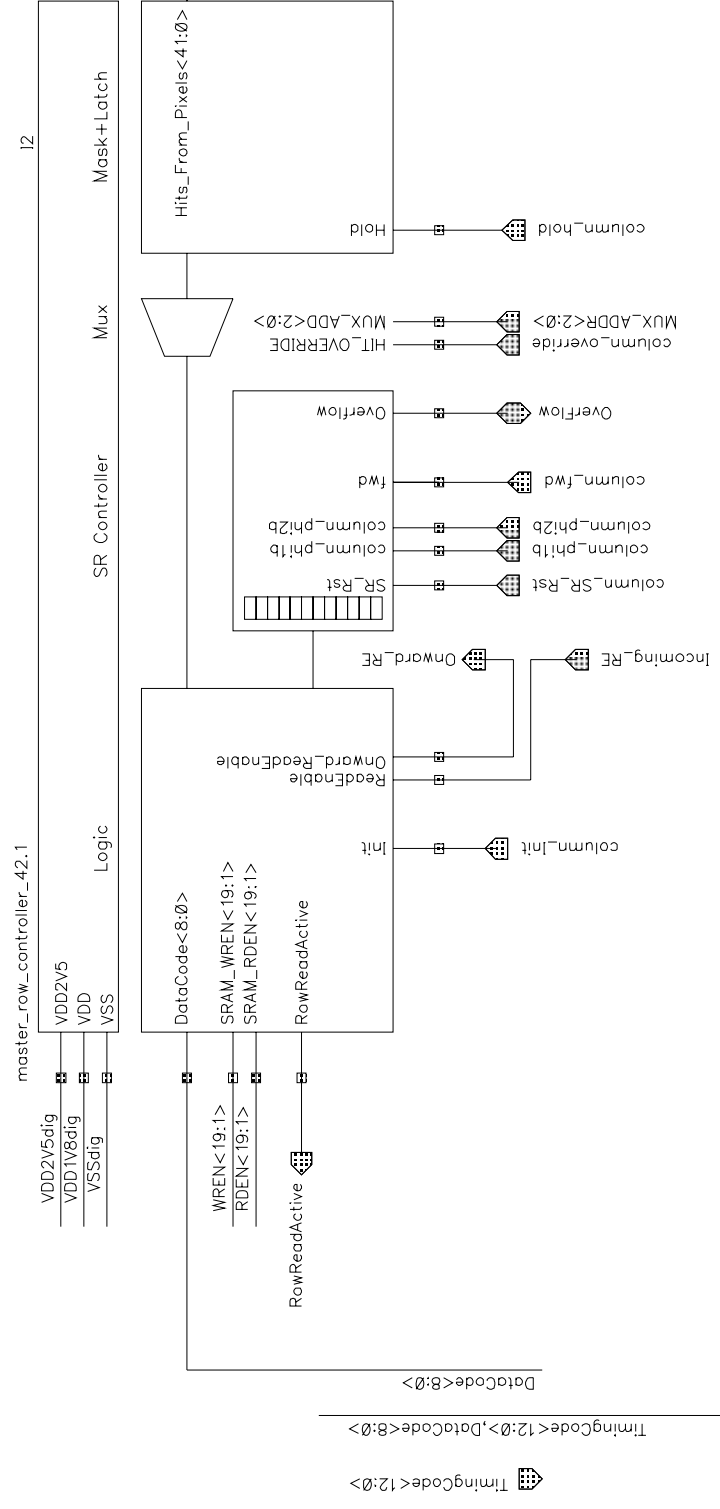 I2
master_row_controller_42.1
Mask+Latch
Mux
SR Controller
Logic
VDD2V5
VDD
VSS
VDD2V5dig
VDD1V8dig
VSSdig
Hits_From_Pixels<41:0>
Hold
column_hold
MUX_ADD<2:0>
MUX_ADDR<2:0>
HIT_OVERRIDE
column_override
Overflow
OverFlow
fwd
column_fwd
column_phi2b
column_phi2b
column_phi1b
column_phi1b
SR_Rst
column_SR_Rst
Onward_RE
Incoming_RE
Onward_ReadEnable
ReadEnable
Init
column_Init
DataCode<8:0>
SRAM_WREN<19:1>
SRAM_RDEN<19:1>
RowReadActive
WREN<19:1>
RDEN<19:1>
RowReadActive
DataCode<8:0>
TimingCode<12:0>,DataCode<8:0>
TimingCode<12:0>